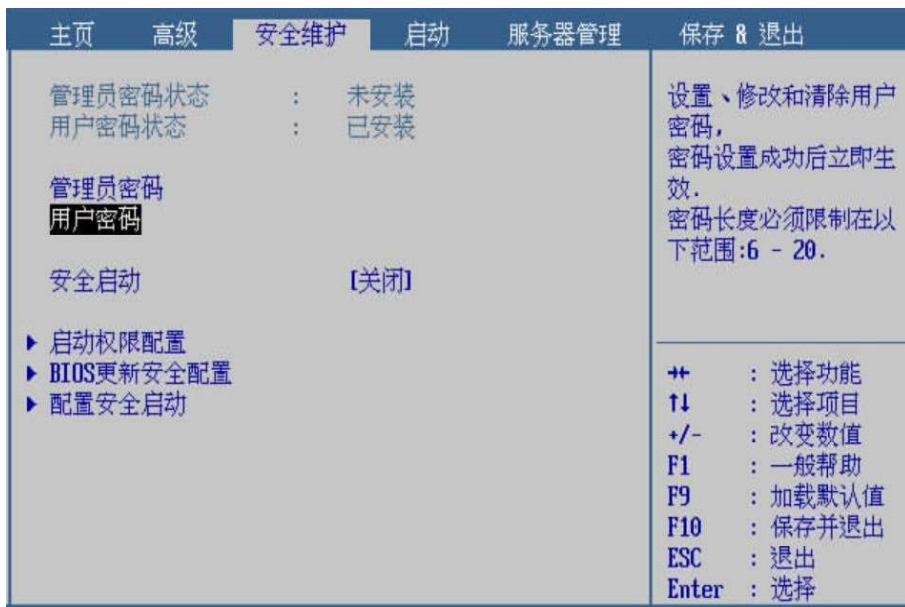 主页 高级 安全维护 启动 服务器管理 保存 & 退出
管理员密码状态 : 未安装
用户密码状态 : 已安装
管理员密码
用户密码
安全启动 [关闭]
启动权限配置
BIOS更新安全配置
配置安全启动
设置、修改和清除用户
密码,
密码设置成功后立即生
效.
密码长度必须限制在以
下范围:6 - 20.
→← : 选择功能
↑↓ : 选择项目
+/- : 改变数值
F1 : 一般帮助
F9 : 加载默认值
F10 : 保存并退出
ESC : 退出
Enter : 选择